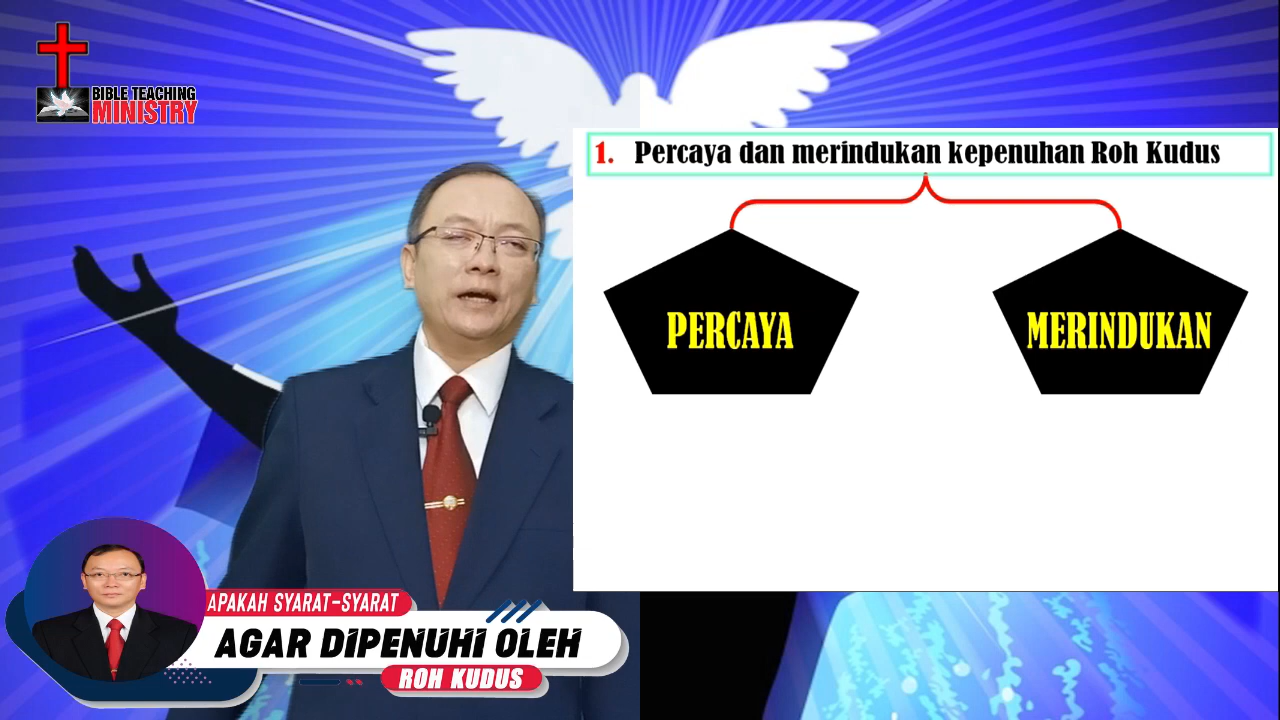 BIBLE TEACHING
MINISTRY
1. Percaya dan merindukan kepenuhan Roh Kudus
PERCAYA
MERINDUKAN
APAKAH SYARAT-SYARAT
AGAR DIPENUHI OLEH
ROH KUDUS